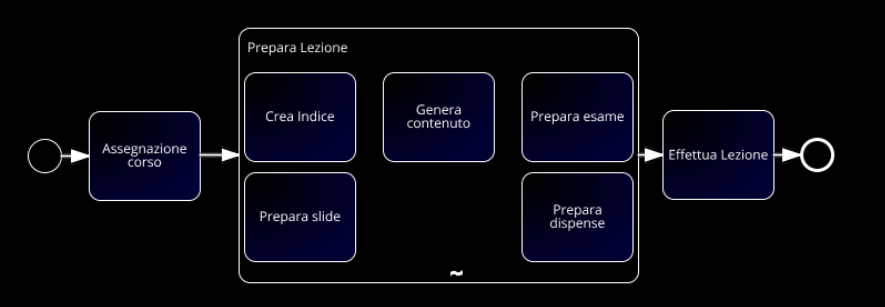 Prepara Lezione
Crea Indice
Genera
contenuto
Prepara esame
Assegnazione
corso
Effettua Lezione
Prepara slide
Prepara
dispense
~